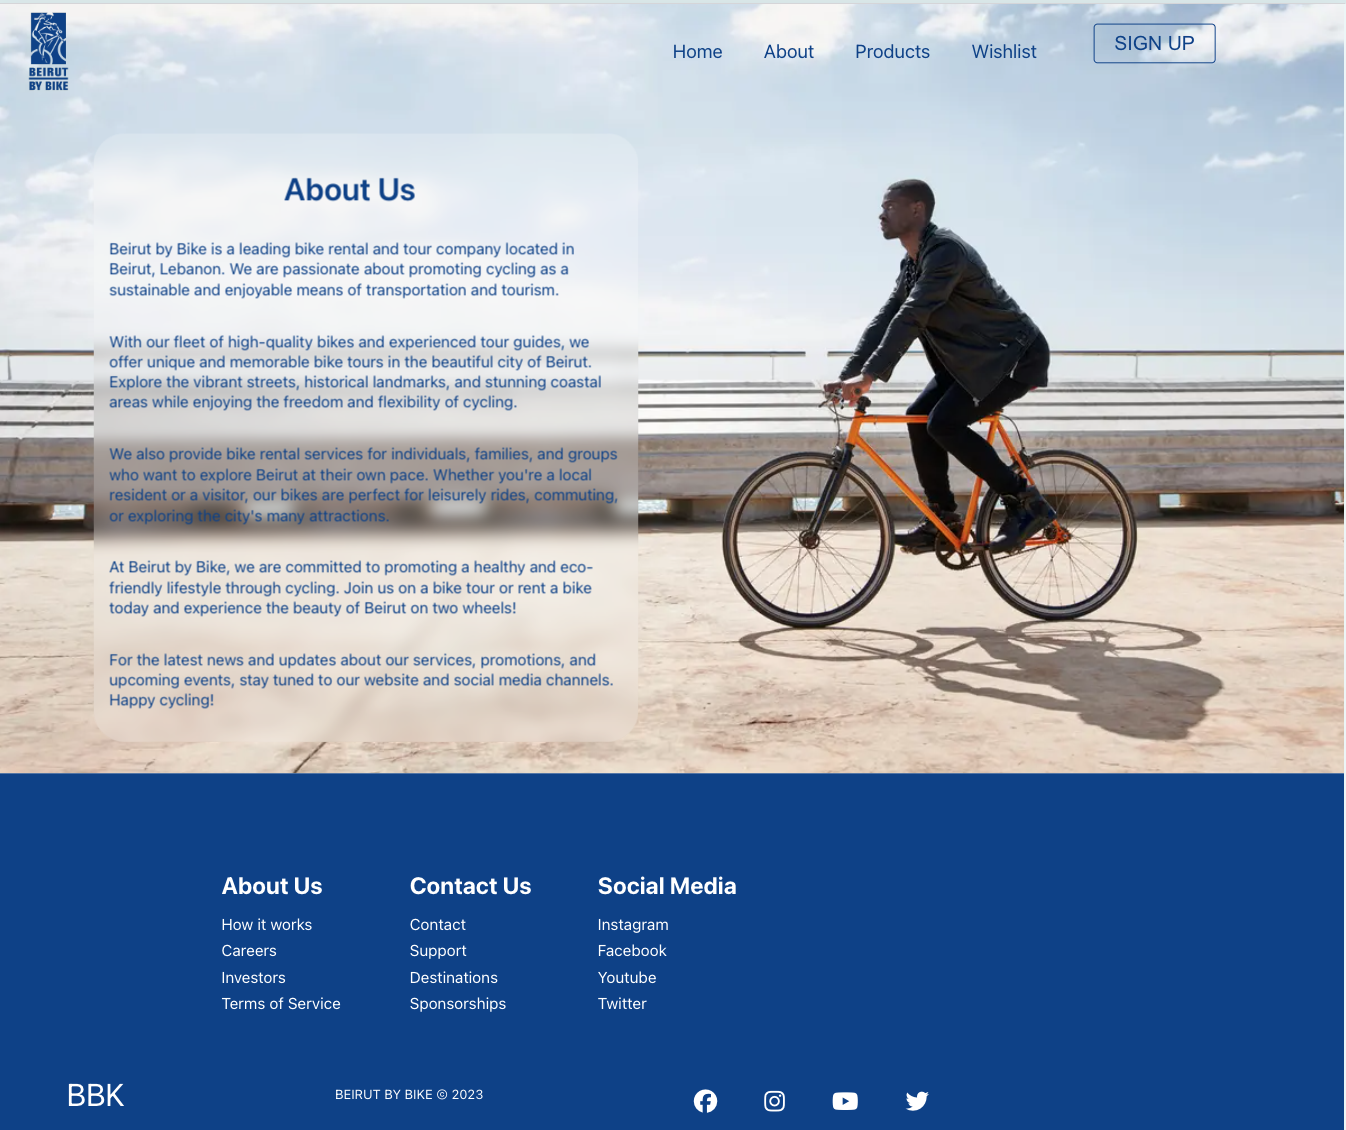 BEIRUT
BY BIKE
Home About Products Wishlist SIGN UP
About Us
Beirut by Bike is a leading bike rental and tour company located in
Beirut, Lebanon. We are passionate about promoting cycling as a
sustainable and enjoyable means of transportation and tourism.
With our fleet of high-quality bikes and experienced tour guides, we
offer unique and memorable bike tours in the beautiful city of Beirut.
Explore the vibrant streets, historical landmarks, and stunning coastal
areas while enjoying the freedom and flexibility of cycling.
We also provide bike rental services for individuals, families, and groups
who want to explore Beirut at their own pace. Whether you're a local
resident or a visitor, our bikes are perfect for leisurely rides, commuting,
or exploring the city's many attractions.
At Beirut by Bike, we are committed to promoting a healthy and eco-
friendly lifestyle through cycling. Join us on a bike tour or rent a bike
today and experience the beauty of Beirut on two wheels!
For the latest news and updates about our services, promotions, and
upcoming events, stay tuned to our website and social media channels.
Happy cycling!
About Us
How it works
Careers
Investors
Terms of Service
Contact Us
Contact
Support
Destinations
Sponsorships
Social Media
Instagram
Facebook
Youtube
Twitter
BBK
BEIRUT BY BIKE © 2023